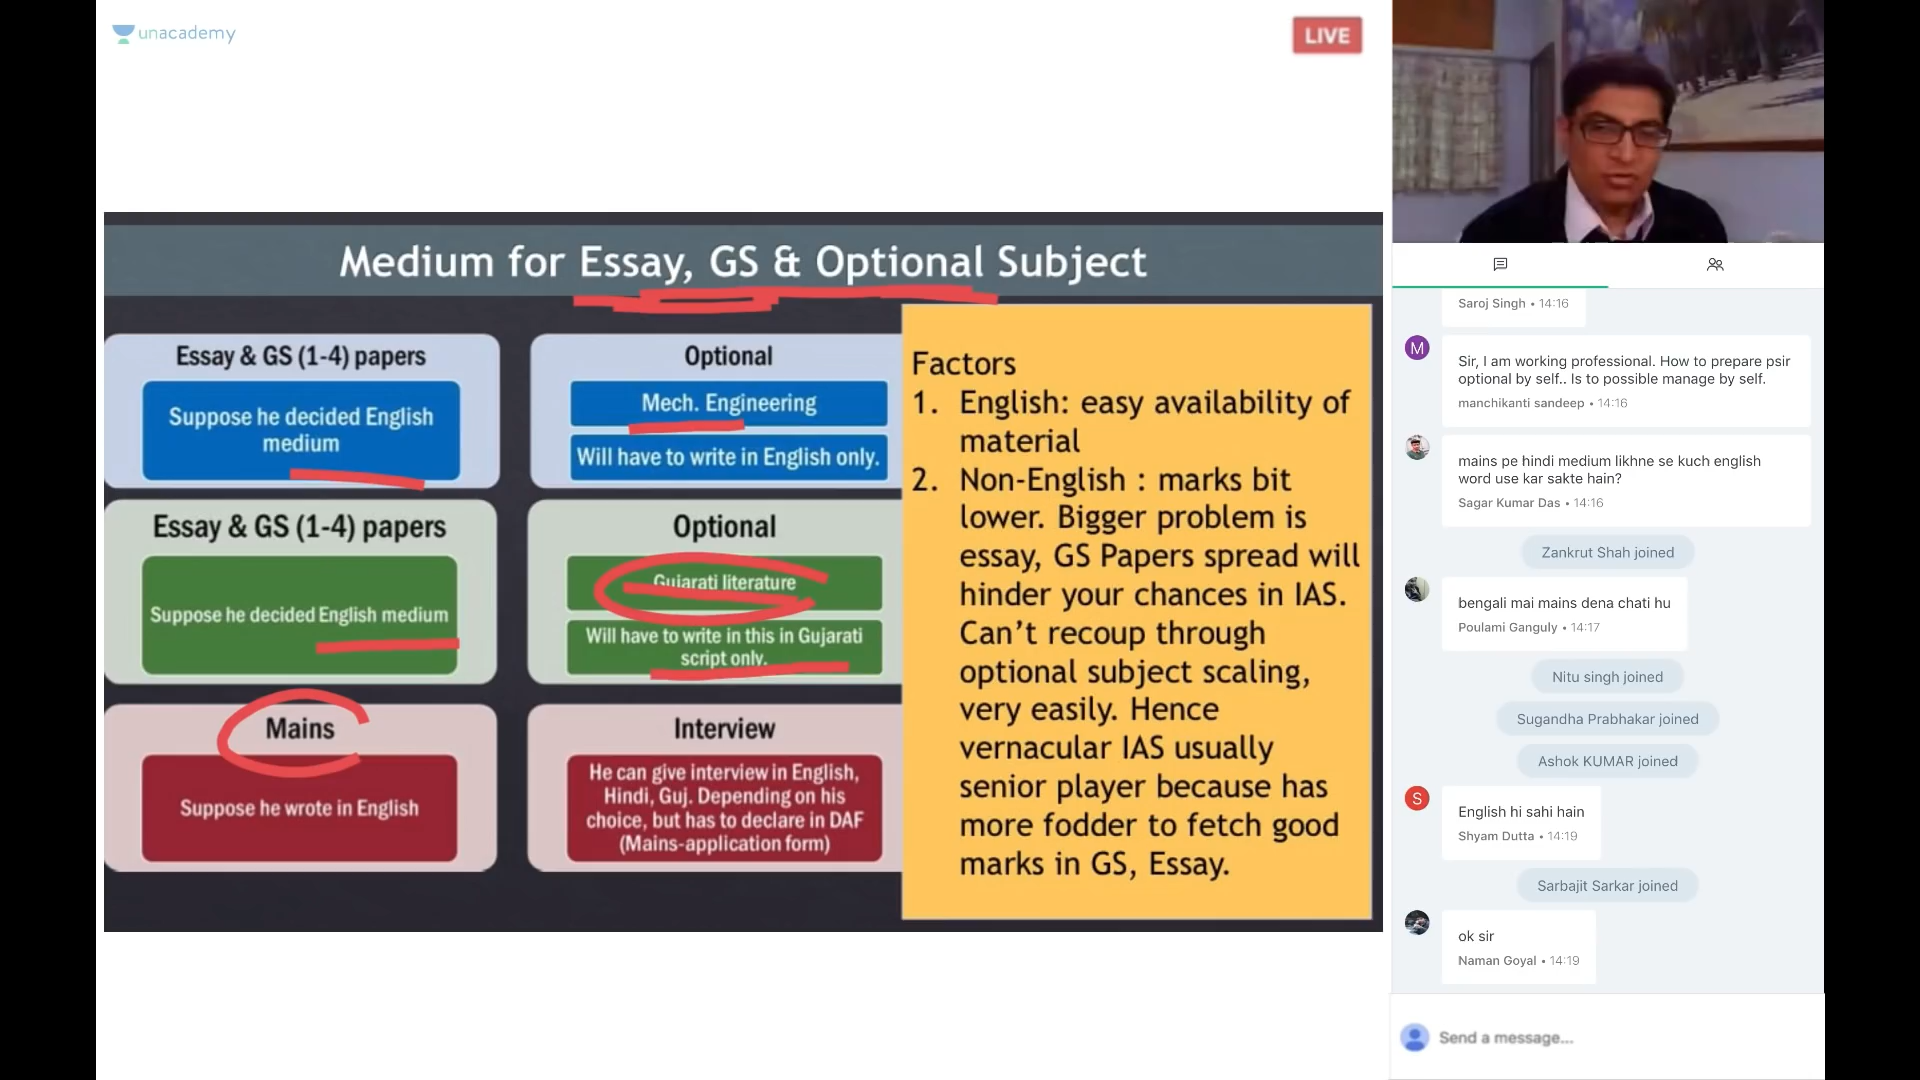 unacademy
LIVE
Medium for Essay, GS & Optional Subject
Essay & GS (1-4) papers
Suppose he decided English
medium
Optional
Mech. Engineering
Will have to write in English only.
Essay & GS (1-4) papers
Suppose he decided English medium
Optional
Gujarati literature
Will have to write in this in Gujarati
script only.
Mains
Suppose he wrote in English
Interview
He can give interview in English,
Hindi, Guj. Depending on his
choice, but has to declare in DAF
(Mains-application form)
Factors
1. English: easy availability of
material
2. Non-English : marks bit
lower. Bigger problem is
essay, GS Papers spread will
hinder your chances in IAS.
Can't recoup through
optional subject scaling,
very easily. Hence
vernacular IAS usually
senior player because has
more fodder to fetch good
marks in GS, Essay.
Saroj Singh • 14:16
M
Sir, I am working professional. How to prepare psir
optional by self.. Is to possible manage by self.
manchikanti sandeep • 14:16
mains pe hindi medium likhne se kuch english
word use kar sakte hain?
Sagar Kumar Das • 14:16
Zankrut Shah joined
bengali mai mains dena chati hu
Poulami Ganguly • 14:17
Nitu singh joined
Sugandha Prabhakar joined
Ashok KUMAR joined
S
English hi sahi hain
Shyam Dutta • 14:19
Sarbajit Sarkar joined
ok sir
Naman Goyal • 14:19
Send a message...